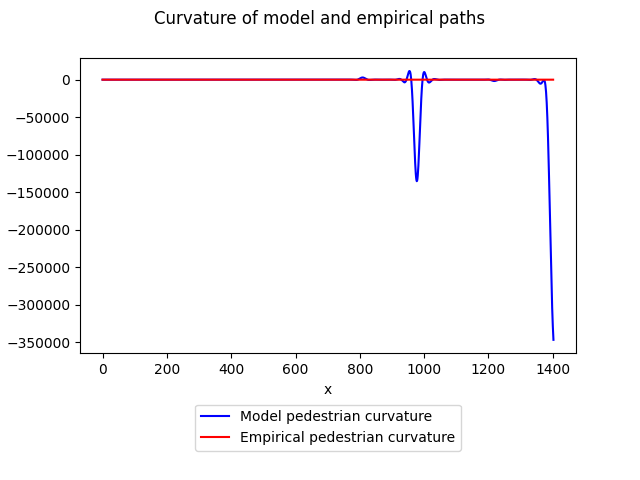 Curvature of model and empirical paths
0
−50000
−100000
−150000
−200000
−250000
−300000
−350000
0 200 400 600 800 1000 1200 1400
x
Model pedestrian curvature
Empirical pedestrian curvature